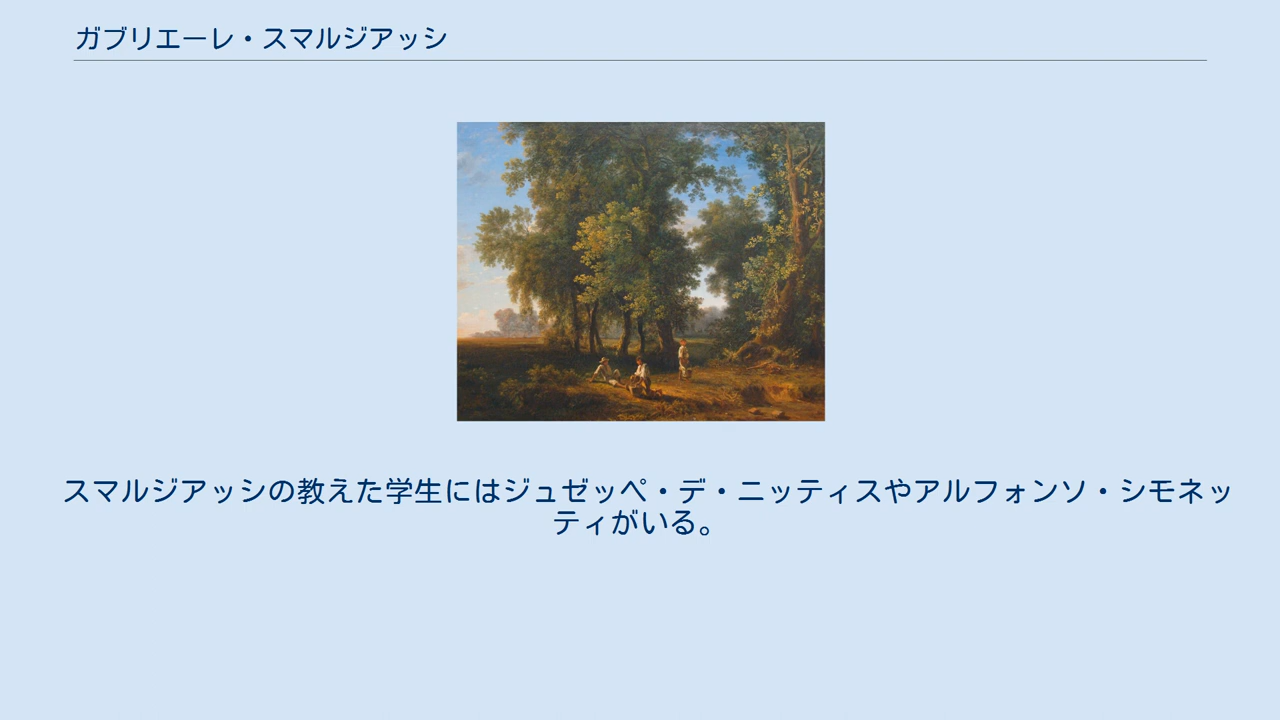 ガブリエーレ・スマルジアッシ
スマルジアッシの教えた学生にはジュゼッペ・デ・ニッティスやアルフォンソ・シモネッ
ティがいる。